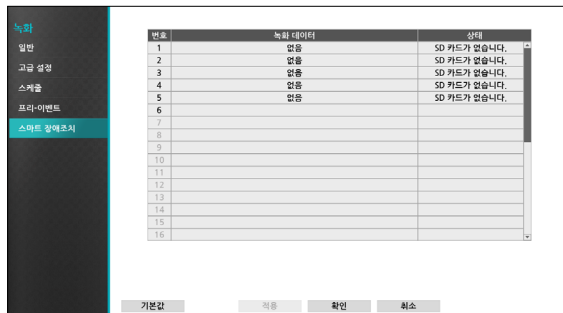 녹화
일반
고급 설정
스케줄
프리-이벤트
스마트 장애조치
번호 녹화 데이터 상태
1 없음 SD 카드가 없습니다.
2 없음 SD 카드가 없습니다.
3 없음 SD 카드가 없습니다.
4 없음 SD 카드가 없습니다.
5 없음 SD 카드가 없습니다.
6
7
8
9
10
11
12
13
14
15
16
기본값 적용 확인 취소